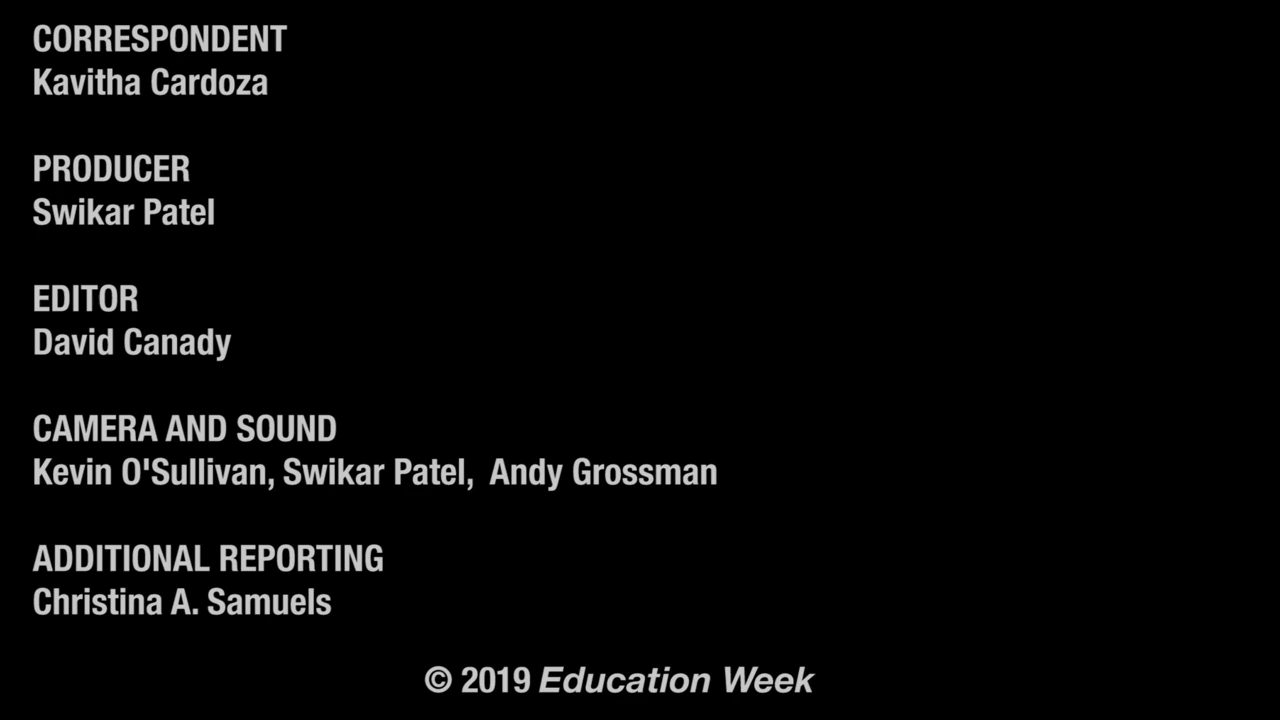 CORRESPONDENT
Kavitha Cardoza
PRODUCER
Swikar Patel
EDITOR
David Canady
CAMERA AND SOUND
Kevin O'Sullivan, Swikar Patel,  Andy Grossman
ADDITIONAL REPORTING
Christina A. Samuels
© 2019 Education Week